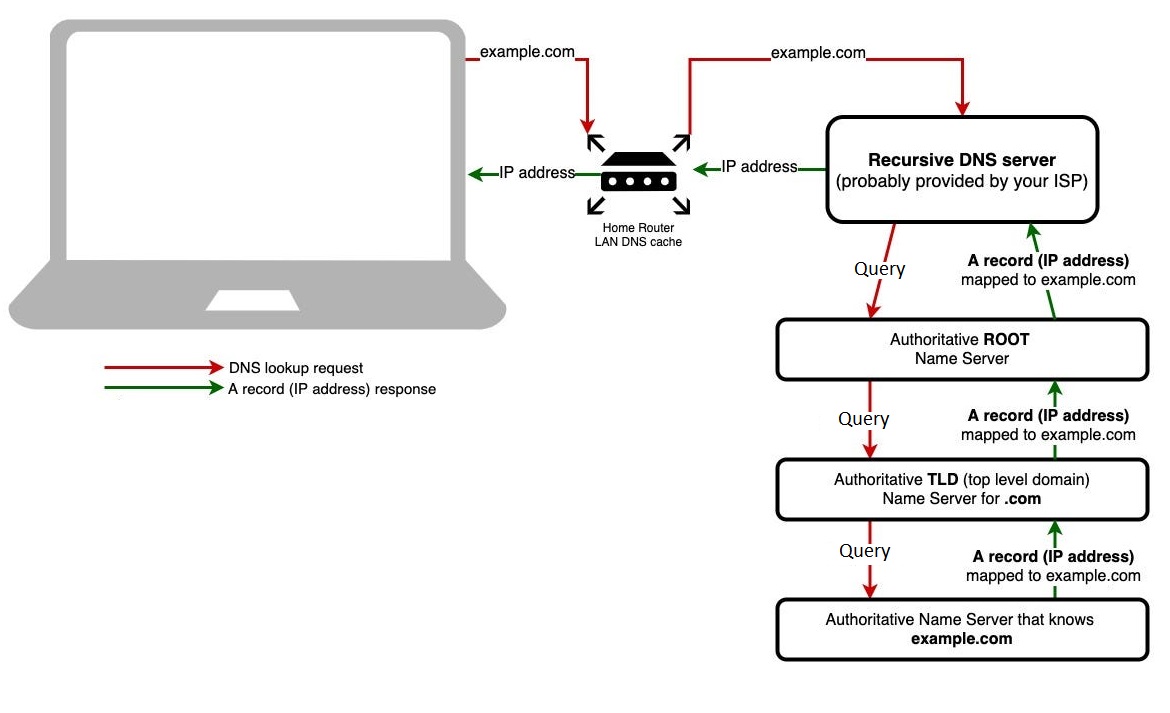 example.com
example.com
IP address
IP address
Recursive DNS server
(probably provided by your ISP)
Home Router
LAN DNS cache
Query
A record (IP address)
mapped to example.com
Authoritative ROOT
Name Server
DNS lookup request
A record (IP address) response
Query
A record (IP address)
mapped to example.com
Authoritative TLD (top level domain)
Name Server for .com
Query
A record (IP address)
mapped to example.com
Authoritative Name Server that knows
example.com